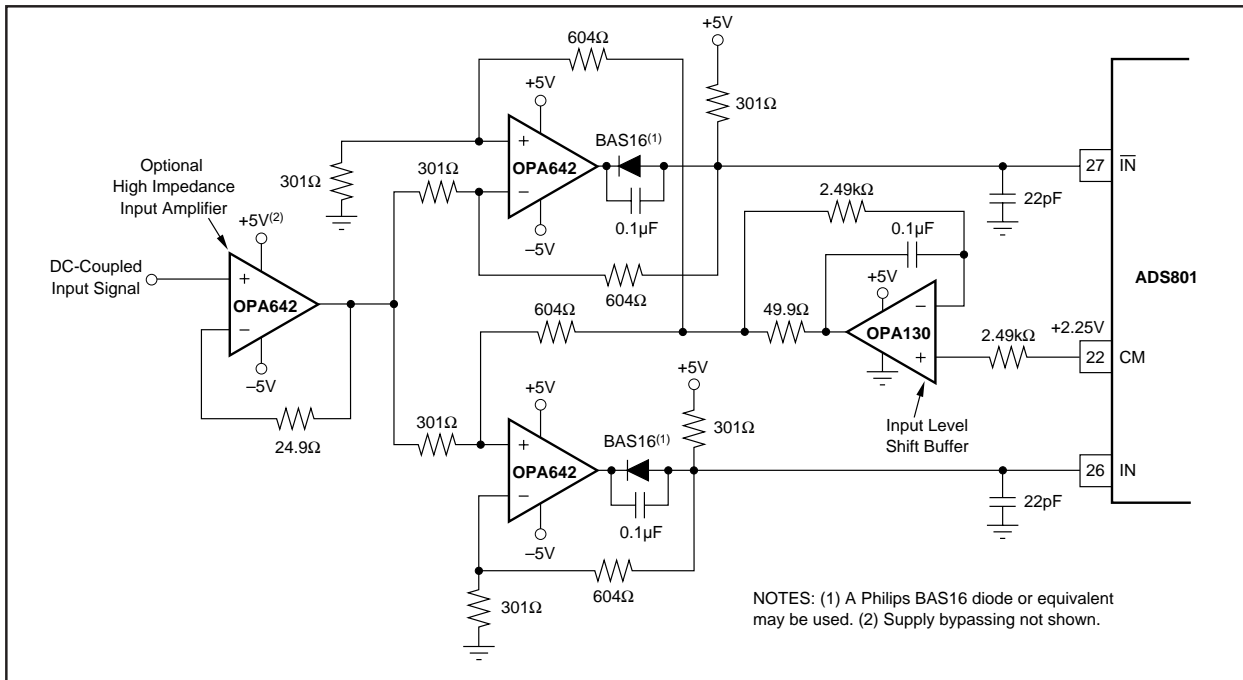 +5V
604Ω
+5V
301Ω
BAS16(1)
+
OPA642
–
27
IN
Optional
High Impedance
Input Amplifier
301Ω
301Ω
2.49kΩ
22pF
+5V(2)
–5V
0.1µF
0.1µF
DC-Coupled
Input Signal
+
OPA642
–
604Ω
+5V
ADS801
604Ω
49.9Ω
–
OPA130
+
2.49kΩ
+2.25V
22
CM
–5V
+5V
+5V
24.9Ω
301Ω
BAS16(1)
301Ω
Input Level
Shift Buffer
+
OPA642
–
26
IN
0.1µF
22pF
–5V
604Ω
301Ω
NOTES: (1) A Philips BAS16 diode or equivalent
may be used. (2) Supply bypassing not shown.